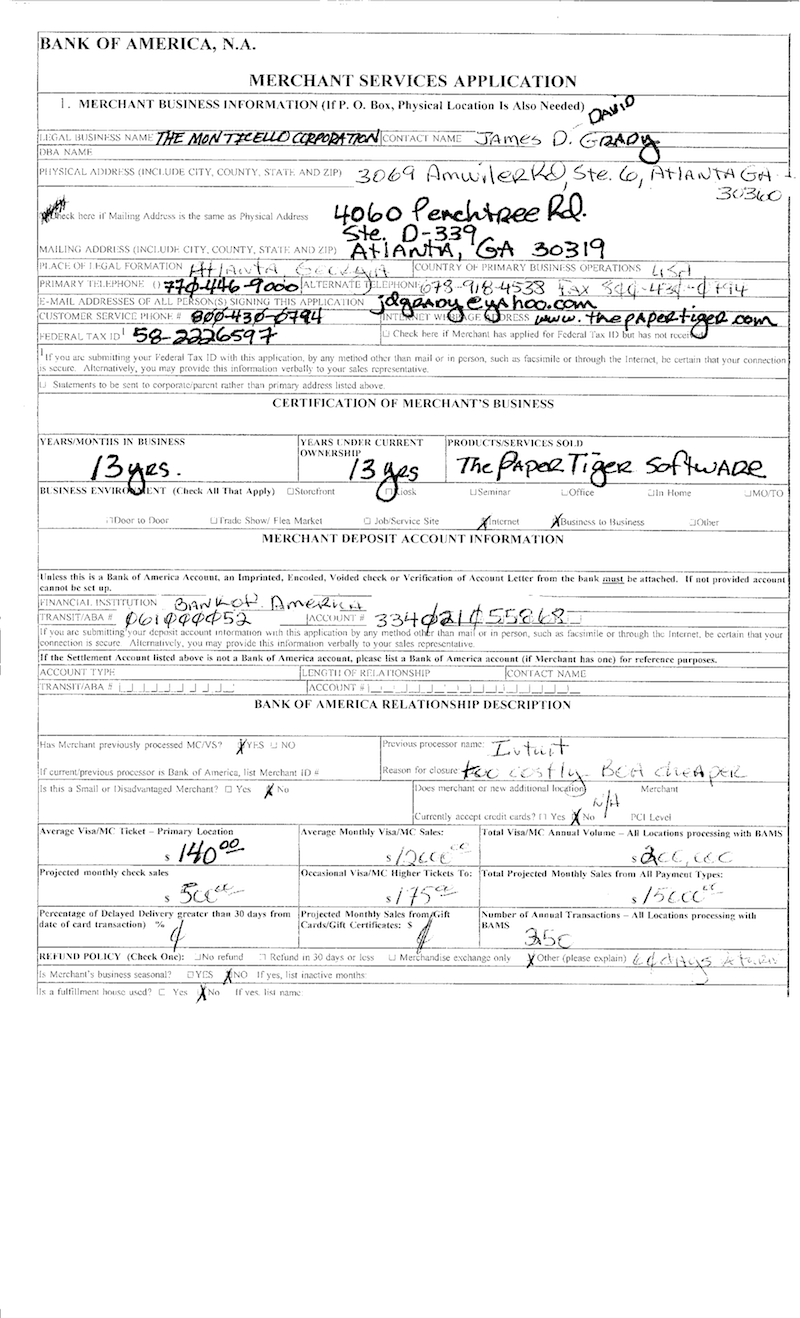 BANK OF AMERICA, N.A.
MERCHANT SERVICES APPLICATION
1. MERCHANT BUSINESS INFORMATION (If P. O. Box, Physical Location Is Also Needed)
DAVID
LEGAL BUSINESS NAME THE MONTICELLO CORPORATION CONTACT NAME JAMES D. GRADY
DBA NAME
PHYSICAL ADDRESS (INCLUDE CITY, COUNTY, STATE AND ZIP) 3069 AmwileR Rd, Ste. 6, AtlANTA GA
30360
Check here if Mailing Address is the same as Physical Address 4060 Peachtree Rd.
Ste. D-339
MAILING ADDRESS (INCLUDE CITY, COUNTY, STATE AND ZIP) AtlANTA, GA 30319
PLACE OF LEGAL FORMATION Atlanta, Georgia COUNTRY OF PRIMARY BUSINESS OPERATIONS USA
PRIMARY TELEPHONE ( ) 770-446-9000 ALTERNATE TELEPHONE 678-918-4533 Fax
E-MAIL ADDRESSES OF ALL PERSON(S) SIGNING THIS APPLICATION jdgrady@yahoo.com
CUSTOMER SERVICE PHONE # 800-430-0794 INTERNET WEBPAGE ADDRESS www.thepapertiger.com
FEDERAL TAX ID1 58-2226597 ☐ Check here if Merchant has applied for Federal Tax ID but has not received
1 If you are submitting your Federal Tax ID with this application, by any method other than mail or in person, such as facsimile or through the Internet, be certain that your connection
is secure. Alternatively, you may provide this information verbally to your sales representative.
☐ Statements to be sent to corporate/parent rather than primary address listed above.
CERTIFICATION OF MERCHANT'S BUSINESS
YEARS/MONTHS IN BUSINESS YEARS UNDER CURRENT OWNERSHIP PRODUCTS/SERVICES SOLD
13 yrs. 13 yrs The PAPER TIGER SOFTWARE
BUSINESS ENVIRONMENT (Check All That Apply) ☐Storefront ☐Kiosk ☐Seminar ☐Office ☐In Home ☐MO/TO
☐Door to Door ☐Trade Show/ Flea Market ☐ Job/Service Site ☒Internet ☒Business to Business ☐Other
MERCHANT DEPOSIT ACCOUNT INFORMATION
Unless this is a Bank of America Account, an Imprinted, Encoded, Voided check or Verification of Account Letter from the bank must be attached. If not provided account
cannot be set up.
FINANCIAL INSTITUTION BANK OF AMERICA
TRANSIT/ABA # 061000052 ACCOUNT # 334021055868
If you are submitting your deposit account information with this application by any method other than mail or in person, such as facsimile or through the Internet, be certain that your
connection is secure. Alternatively, you may provide this information verbally to your sales representative.
If the Settlement Account listed above is not a Bank of America account, please list a Bank of America account (if Merchant has one) for reference purposes.
ACCOUNT TYPE LENGTH OF RELATIONSHIP CONTACT NAME
TRANSIT/ABA # ACCOUNT #
BANK OF AMERICA RELATIONSHIP DESCRIPTION
Has Merchant previously processed MC/VS? ☒YES ☐ NO Previous processor name: Intuit
If current/previous processor is Bank of America, list Merchant ID # Reason for closure: too costly BOA cheaper
Is this a Small or Disadvantaged Merchant? ☐ Yes ☒ No Does merchant or new additional location) Merchant
N/A
Currently accept credit cards? ☐ Yes ☒ No PCI Level
Average Visa/MC Ticket – Primary Location Average Monthly Visa/MC Sales: Total Visa/MC Annual Volume – All Locations processing with BAMS
$ 140.00 $ 12000.00 $ 200,000
Projected monthly check sales Occasional Visa/MC Higher Tickets To: Total Projected Monthly Sales from All Payment Types:
$ 500.00 $ 175.00 $ 15000.00
Percentage of Delayed Delivery greater than 30 days from date of card transaction) % 0 Projected Monthly Sales from/Gift Cards/Gift Certificates: $ 0 Number of Annual Transactions – All Locations processing with BAMS
350
REFUND POLICY (Check One): ☐No refund ☐ Refund in 30 days or less ☐ Merchandise exchange only ☒Other (please explain) 60 days
Is Merchant's business seasonal? ☐YES ☒NO If yes, list inactive months:
Is a fulfillment house used? ☐ Yes ☒No If yes, list name: